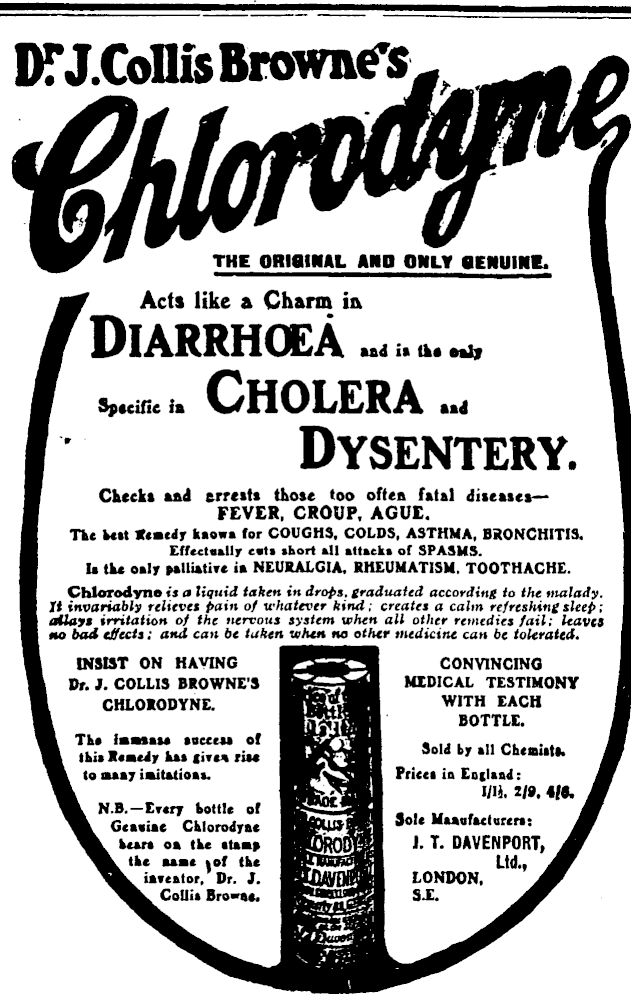 Dr. J. Collis Browne's
Chlorodyne
THE ORIGINAL AND ONLY GENUINE.
Acts like a Charm in
DIARRHŒA and is the only
Specific in CHOLERA and
DYSENTERY.
Checks and arrests those too often fatal diseases—
FEVER, CROUP, AGUE.
The best Remedy known for COUGHS, COLDS, ASTHMA, BRONCHITIS.
Effectually cuts short all attacks of SPASMS.
Is the only palliative in NEURALGIA, RHEUMATISM, TOOTHACHE.
Chlorodyne is a liquid taken in drops, graduated according to the malady.
It invariably relieves pain of whatever kind; creates a calm refreshing sleep;
allays irritation of the nervous system when all other remedies fail; leaves
no bad effects; and can be taken when no other medicine can be tolerated.
INSIST ON HAVING
Dr. J. COLLIS BROWNE'S
CHLORODYNE.
The immense success of
this Remedy has given rise
to many imitations.
N.B.—Every bottle of
Genuine Chlorodyne
bears on the stamp
the name of the
inventor, Dr. J.
Collis Browne.
COLLIS
LORODY
MANUFACT
DAVENP
CONVINCING
MEDICAL TESTIMONY
WITH EACH
BOTTLE.
Sold by all Chemists.
Prices in England:
1/1½, 2/9, 4/6.
Sole Manufacturers:
J. T. DAVENPORT,
Ltd.,
LONDON,
S.E.